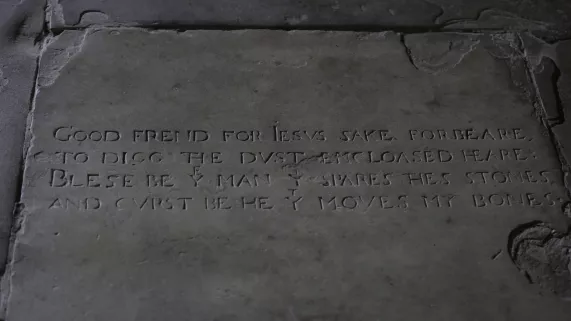 GOOD FREND FOR IESVS SAKE FORBEARE,
TO DIGG THE DVST ENCLOASED HEARE:
BLESE BE Yͤ MAN Yͭ SPARES THES STONES,
AND CVRST BE HE Yͭ MOVES MY BONES.